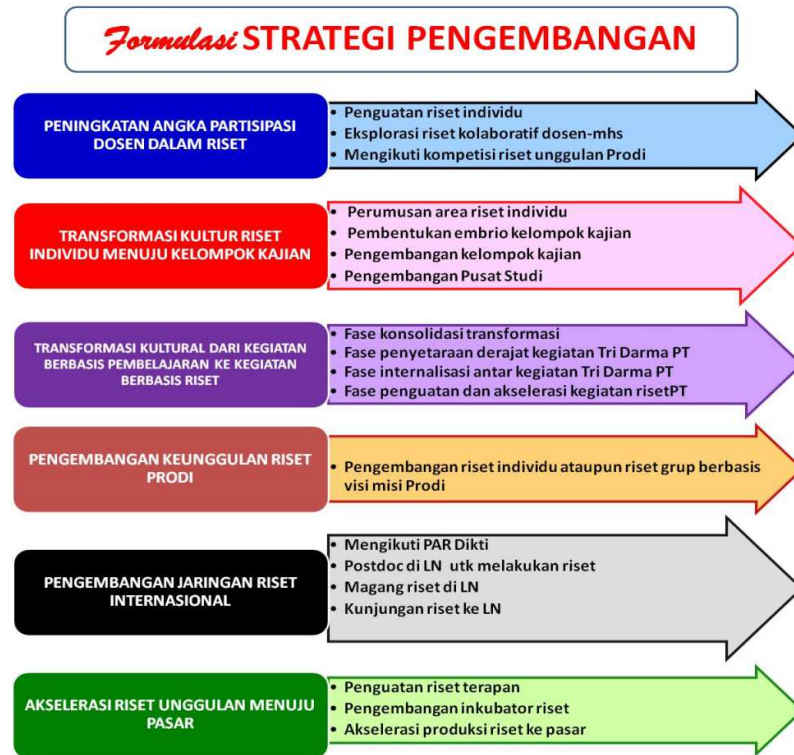 Formulasi STRATEGI PENGEMBANGAN
PENINGKATAN ANGKA PARTISIPASI
DOSEN DALAM RISET
• Penguatan riset individu
• Eksplorasi riset kolaboratif dosen-mhs
• Mengikuti kompetisi riset unggulan Prodi
TRANSFORMASI KULTUR RISET
INDIVIDU MENUJU KELOMPOK KAJIAN
• Perumusan area riset individu
• Pembentukan embrio kelompok kajian
• Pengembangan kelompok kajian
• Pengembangan Pusat Studi
TRANSFORMASI KULTURAL DARI KEGIATAN
BERBASIS PEMBELAJARAN KE KEGIATAN
BERBASIS RISET
• Fase konsolidasi transformasi
• Fase penyetaraan derajat kegiatan Tri Darma PT
• Fase internalisasi antar kegiatan Tri Darma PT
• Fase penguatan dan akselerasi kegiatan risetPT
PENGEMBANGAN KEUNGGULAN RISET
PRODI
• Pengembangan riset individu ataupun riset grup berbasis
visi misi Prodi
PENGEMBANGAN JARINGAN RISET
INTERNASIONAL
• Mengikuti PAR Dikti
• Postdoc di LN utk melakukan riset
• Magang riset di LN
• Kunjungan riset ke LN
AKSELERASI RISET UNGGULAN MENUJU
PASAR
• Penguatan riset terapan
• Pengembangan inkubator riset
• Akselerasi produksi riset ke pasar